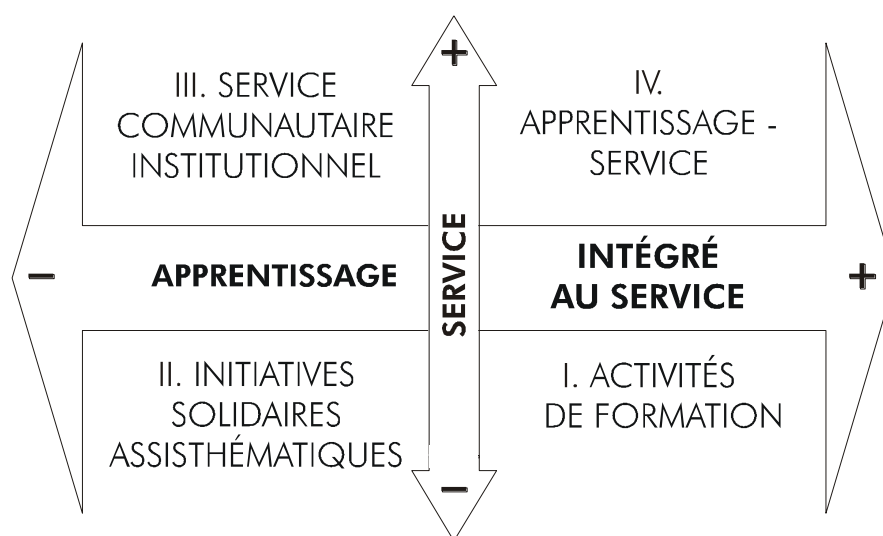 +
III. SERVICE
COMMUNAUTAIRE
INSTITUTIONNEL
IV.
APPRENTISSAGE -
SERVICE
−
APPRENTISSAGE
SERVICE
INTÉGRÉ
AU SERVICE
+
II. INITIATIVES
SOLIDAIRES
ASSISTHÉMATIQUES
I. ACTIVITÉS
DE FORMATION
−